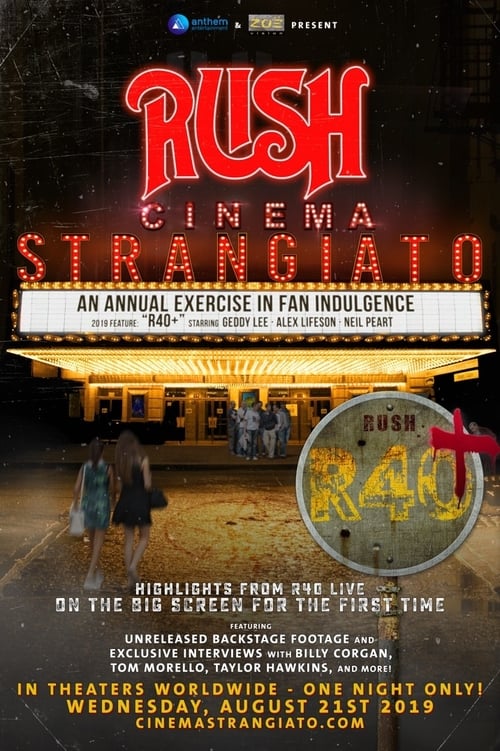 anthem
entertainment
&
ZOË
vision
PRESENT
RUSH
CINEMA
STRANGIATO
AN ANNUAL EXERCISE IN FAN INDULGENCE
2019 FEATURE: "R40+" STARRING GEDDY LEE · ALEX LIFESON · NEIL PEART
RUSH
R40+
HIGHLIGHTS FROM R40 LIVE
ON THE BIG SCREEN FOR THE FIRST TIME
FEATURING
UNRELEASED BACKSTAGE FOOTAGE AND
EXCLUSIVE INTERVIEWS WITH BILLY CORGAN,
TOM MORELLO, TAYLOR HAWKINS, AND MORE!
IN THEATERS WORLDWIDE - ONE NIGHT ONLY!
WEDNESDAY, AUGUST 21ST 2019
CINEMASTRANGIATO.COM